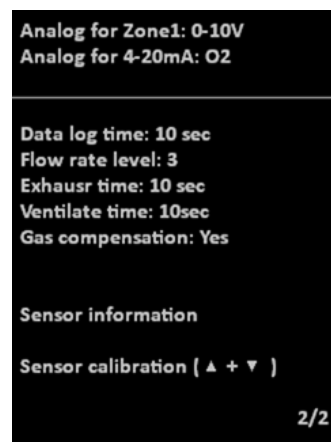 Analog for Zone1: 0-10V
Analog for 4-20mA: O2
Data log time: 10 sec
Flow rate level: 3
Exhausr time: 10 sec
Ventilate time: 10sec
Gas compensation: Yes
Sensor information
Sensor calibration ( ▲ + ▼ )
2/2